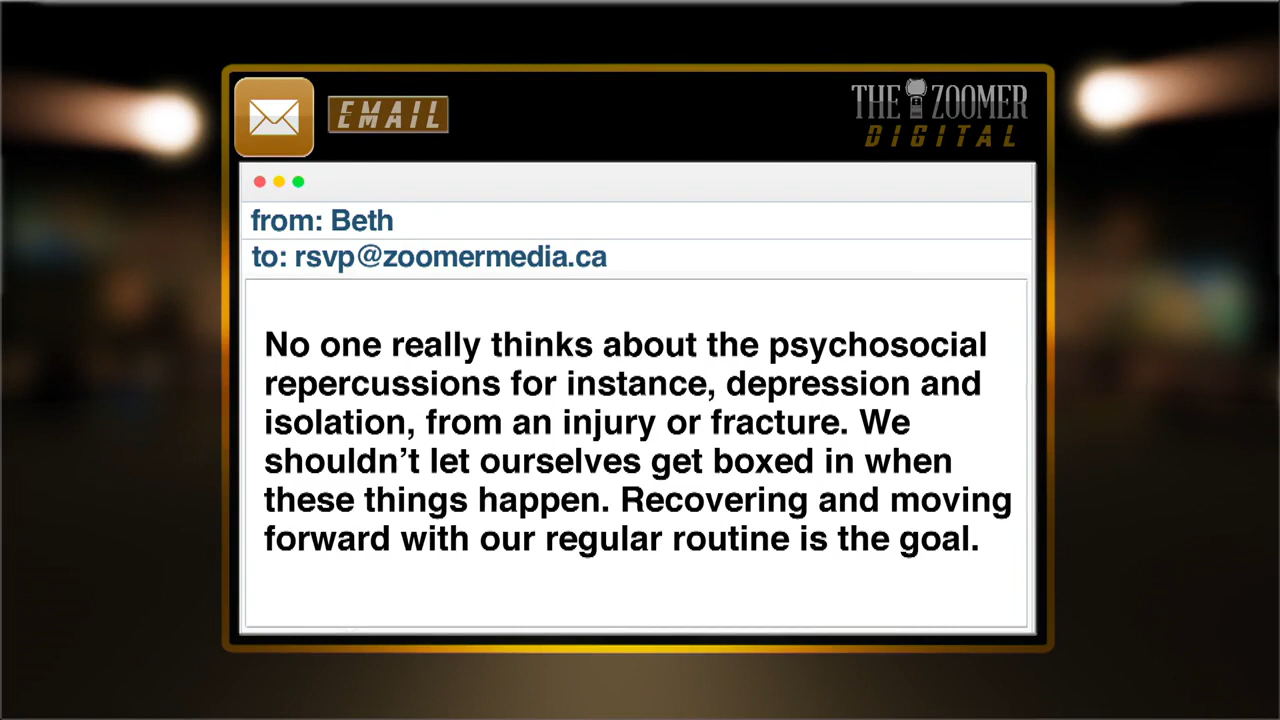 EMAIL
THE ZOOMER
DIGITAL
from: Beth
to: rsvp@zoomermedia.ca
No one really thinks about the psychosocial
repercussions for instance, depression and
isolation, from an injury or fracture. We
shouldn’t let ourselves get boxed in when
these things happen. Recovering and moving
forward with our regular routine is the goal.